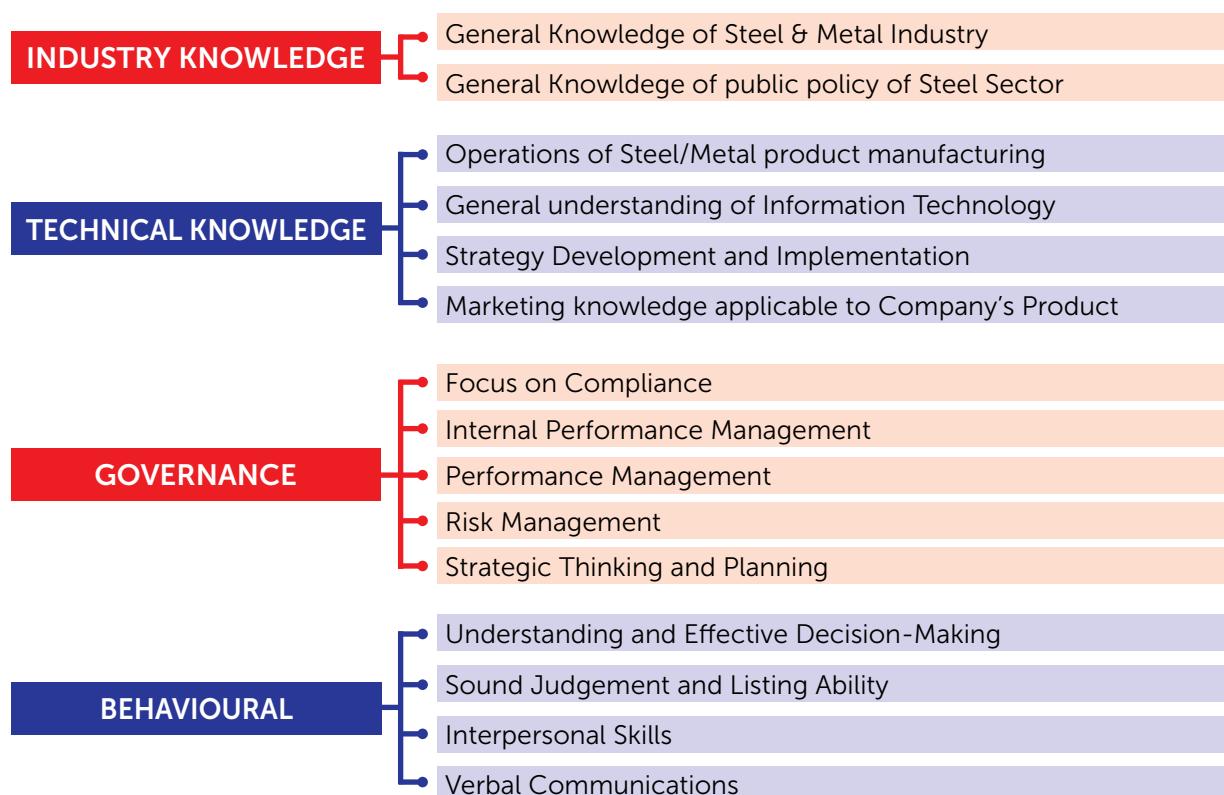 INDUSTRY KNOWLEDGE
General Knowledge of Steel & Metal Industry
General Knowldege of public policy of Steel Sector
TECHNICAL KNOWLEDGE
Operations of Steel/Metal product manufacturing
General understanding of Information Technology
Strategy Development and Implementation
Marketing knowledge applicable to Company's Product
GOVERNANCE
Focus on Compliance
Internal Performance Management
Performance Management
Risk Management
Strategic Thinking and Planning
BEHAVIOURAL
Understanding and Effective Decision-Making
Sound Judgement and Listing Ability
Interpersonal Skills
Verbal Communications